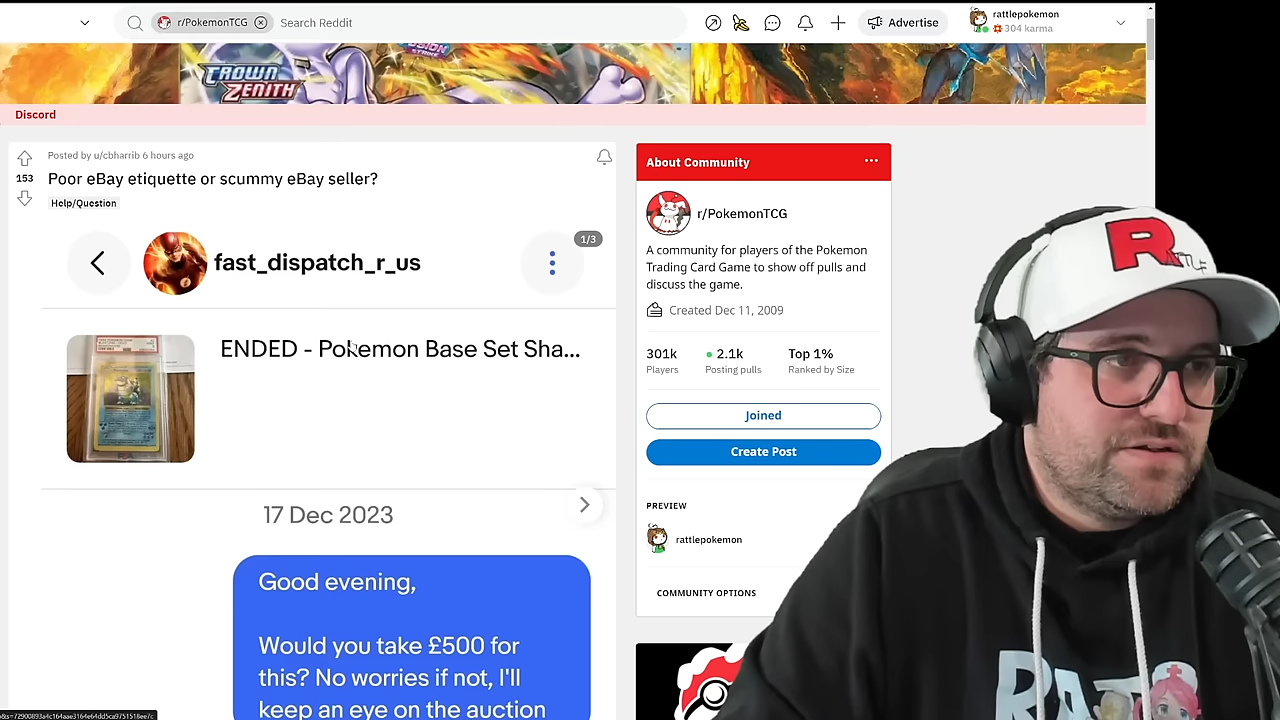 r/PokemonTCG
Search Reddit
Advertise
rattlepokemon
304 karma
CROWN
ZENITH
Discord
Posted by u/cbharrib 6 hours ago
153
Poor eBay etiquette or scummy eBay seller?
Help/Question
1/3
fast_dispatch_r_us
ENDED - Pokemon Base Set Sha...
17 Dec 2023
Good evening,
Would you take £500 for
this? No worries if not, I'll
keep an eye on the auction
About Community
r/PokemonTCG
A community for players of the Pokemon
Trading Card Game to show off pulls and
discuss the game.
Created Dec 11, 2009
301k
2.1k
Top 1%
Players
Posting pulls
Ranked by Size
Joined
Create Post
PREVIEW
rattlepokemon
COMMUNITY OPTIONS
R